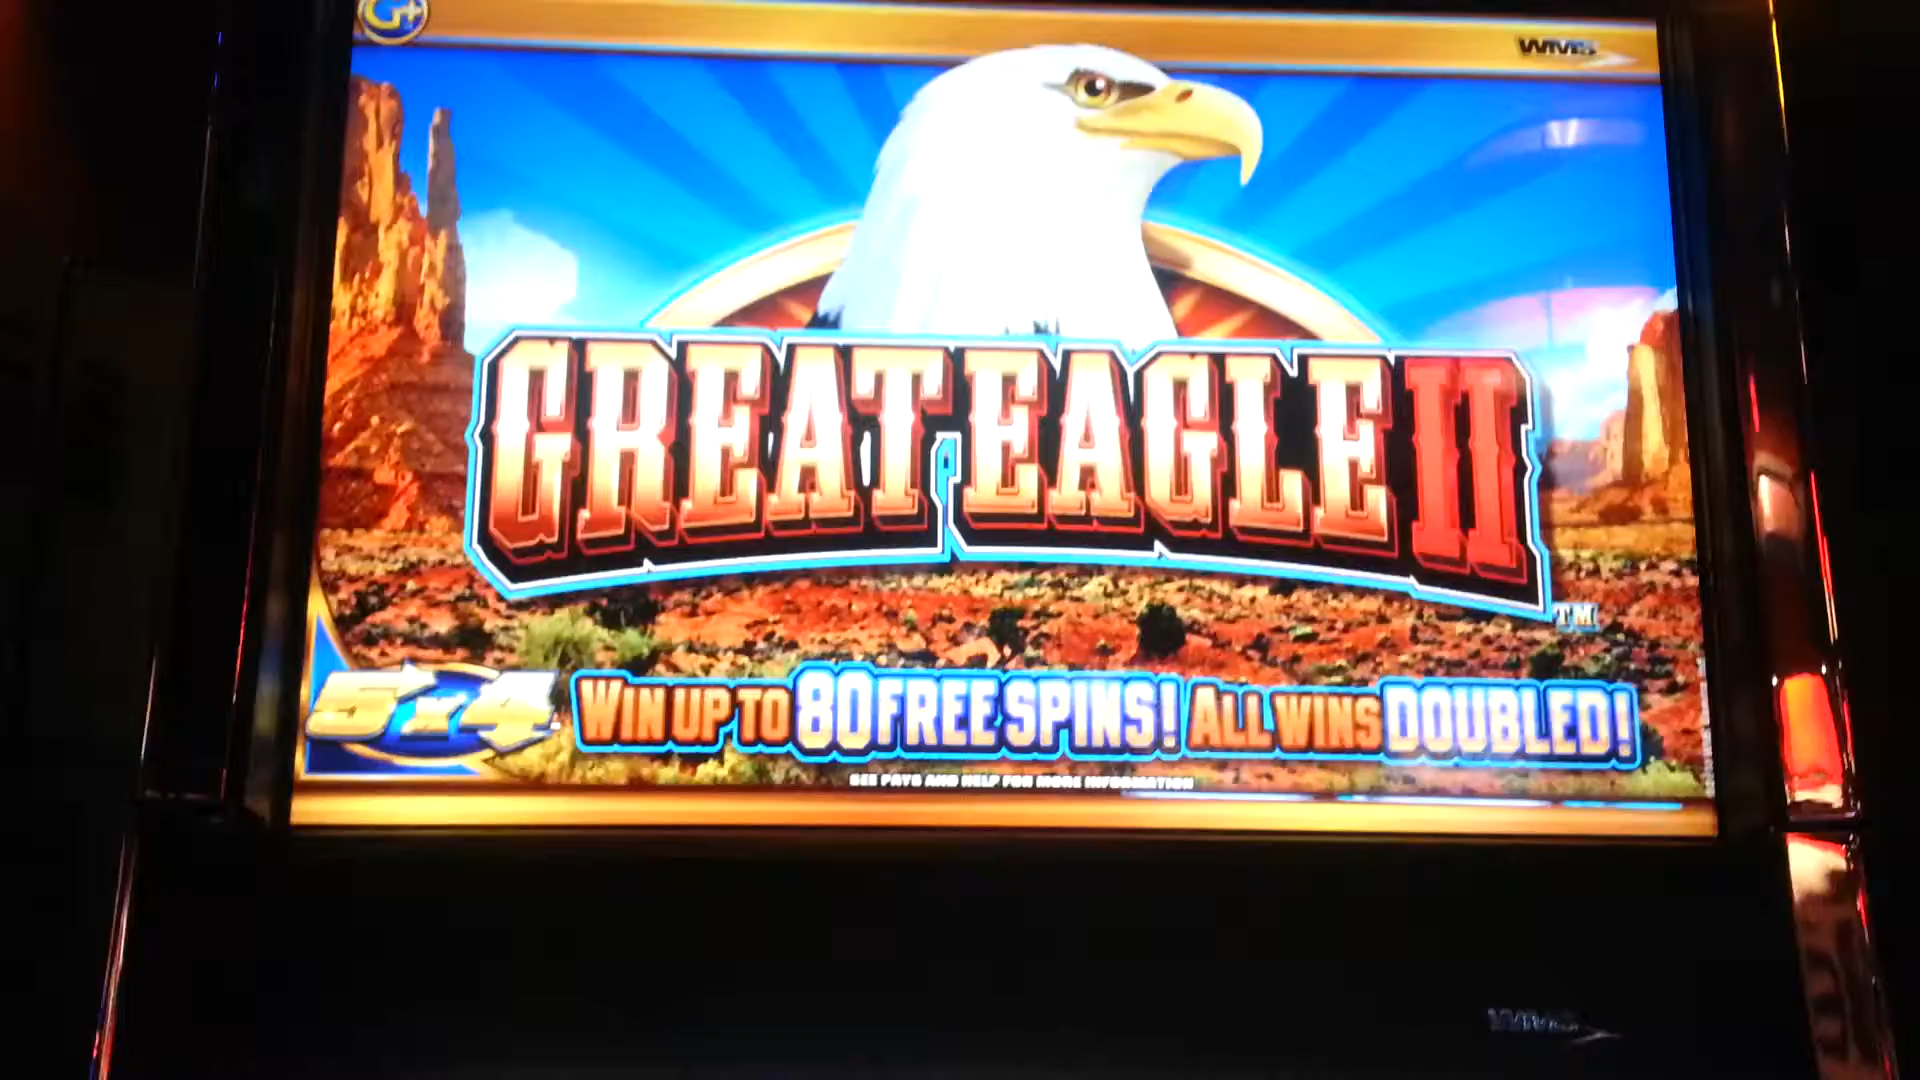 G+
WMS
GREAT EAGLE II
TM
5x4
WIN UP TO 80 FREE SPINS! ALL WINS DOUBLED!
SEE PAYS AND HELP FOR MORE INFORMATION
WMS